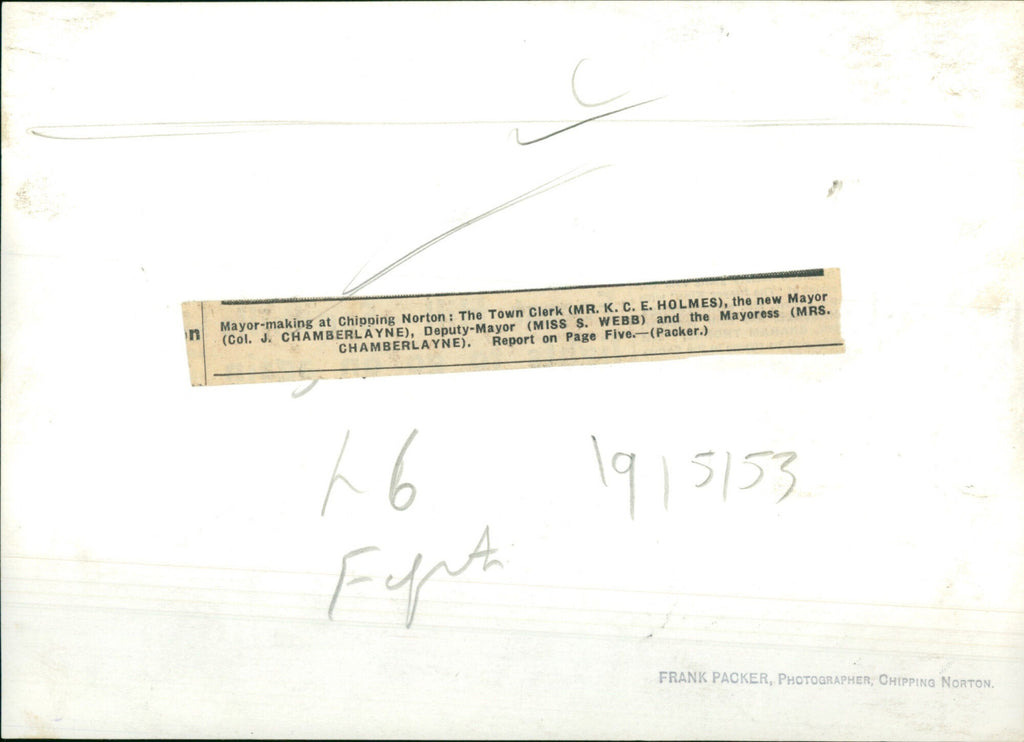 n
Mayor-making at Chipping Norton: The Town Clerk (MR. K. C. E. HOLMES), the new Mayor
(Col. J. CHAMBERLAYNE), Deputy-Mayor (MISS S. WEBB) and the Mayoress (MRS.
CHAMBERLAYNE). Report on Page Five.—(Packer.)
6 19/5/53
FRANK PACKER, PHOTOGRAPHER, CHIPPING NORTON.